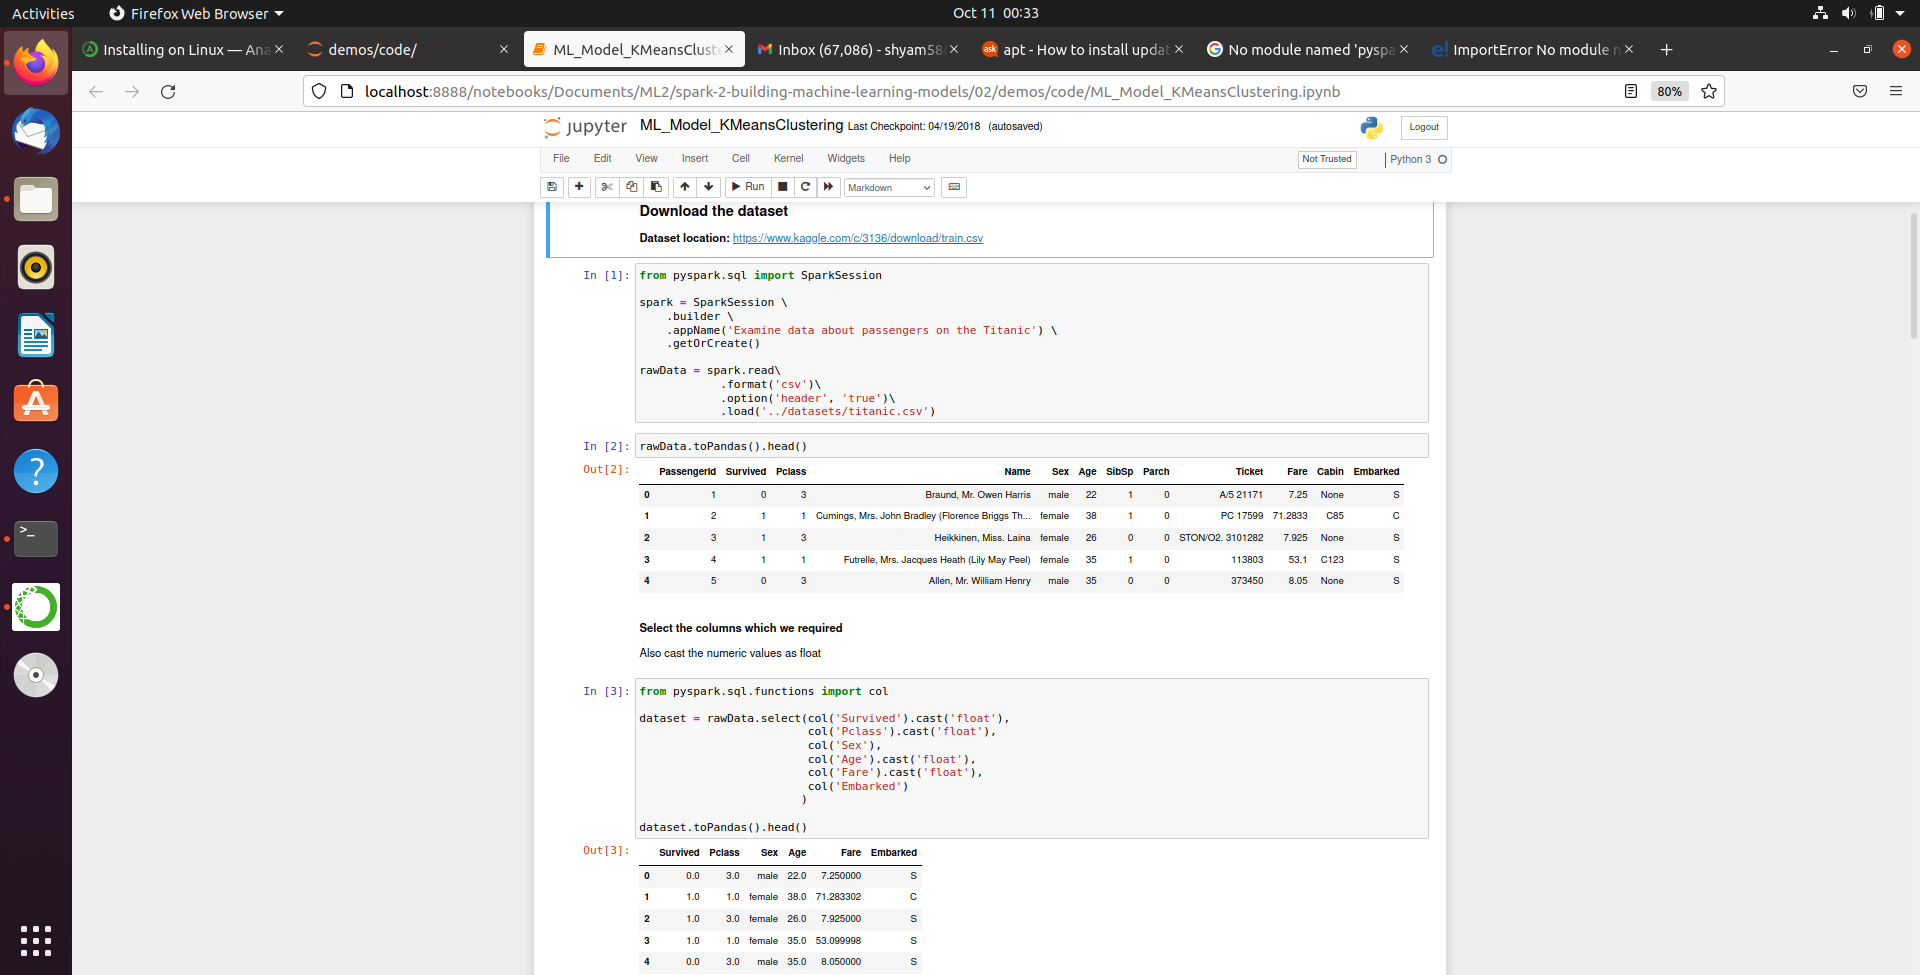 Activities
Firefox Web Browser
Oct 11 00:33
Installing on Linux — Ana
demos/code/
ML_Model_KMeansCluste
Inbox (67,086) - shyam586
ask
apt - How to install updat
No module named 'pyspa
e!
ImportError No module n
localhost:8888/notebooks/Documents/ML2/spark-2-building-machine-learning-models/02/demos/code/ML_Model_KMeansClustering.ipynb
80%
jupyter
ML_Model_KMeansClustering Last Checkpoint: 04/19/2018 (autosaved)
Logout
File Edit View Insert Cell Kernel Widgets Help
Not Trusted
Python 3
Run
Markdown
Download the dataset
Dataset location: https://www.kaggle.com/c/3136/download/train.csv
In [1]:
from pyspark.sql import SparkSession
spark = SparkSession \
.builder \
.appName('Examine data about passengers on the Titanic') \
.getOrCreate()
rawData = spark.read\
.format('csv')\
.option('header', 'true')\
.load('../datasets/titanic.csv')
In [2]: rawData.toPandas().head()
Out[2]:
PassengerId Survived Pclass Name Sex Age SibSp Parch Ticket Fare Cabin Embarked
0 1 0 3 Braund, Mr. Owen Harris male 22 1 0 A/5 21171 7.25 None S
1 2 1 1 Cumings, Mrs. John Bradley (Florence Briggs Th... female 38 1 0 PC 17599 71.2833 C85 C
2 3 1 3 Heikkinen, Miss. Laina female 26 0 0 STON/O2. 3101282 7.925 None S
3 4 1 1 Futrelle, Mrs. Jacques Heath (Lily May Peel) female 35 1 0 113803 53.1 C123 S
4 5 0 3 Allen, Mr. William Henry male 35 0 0 373450 8.05 None S
Select the columns which we required
Also cast the numeric values as float
In [3]:
from pyspark.sql.functions import col
dataset = rawData.select(col('Survived').cast('float'),
col('Pclass').cast('float'),
col('Sex'),
col('Age').cast('float'),
col('Fare').cast('float'),
col('Embarked')
)
dataset.toPandas().head()
Out[3]:
Survived Pclass Sex Age Fare Embarked
0 0.0 3.0 male 22.0 7.250000 S
1 1.0 1.0 female 38.0 71.283302 C
2 1.0 3.0 female 26.0 7.925000 S
3 1.0 1.0 female 35.0 53.099998 S
4 0.0 3.0 male 35.0 8.050000 S